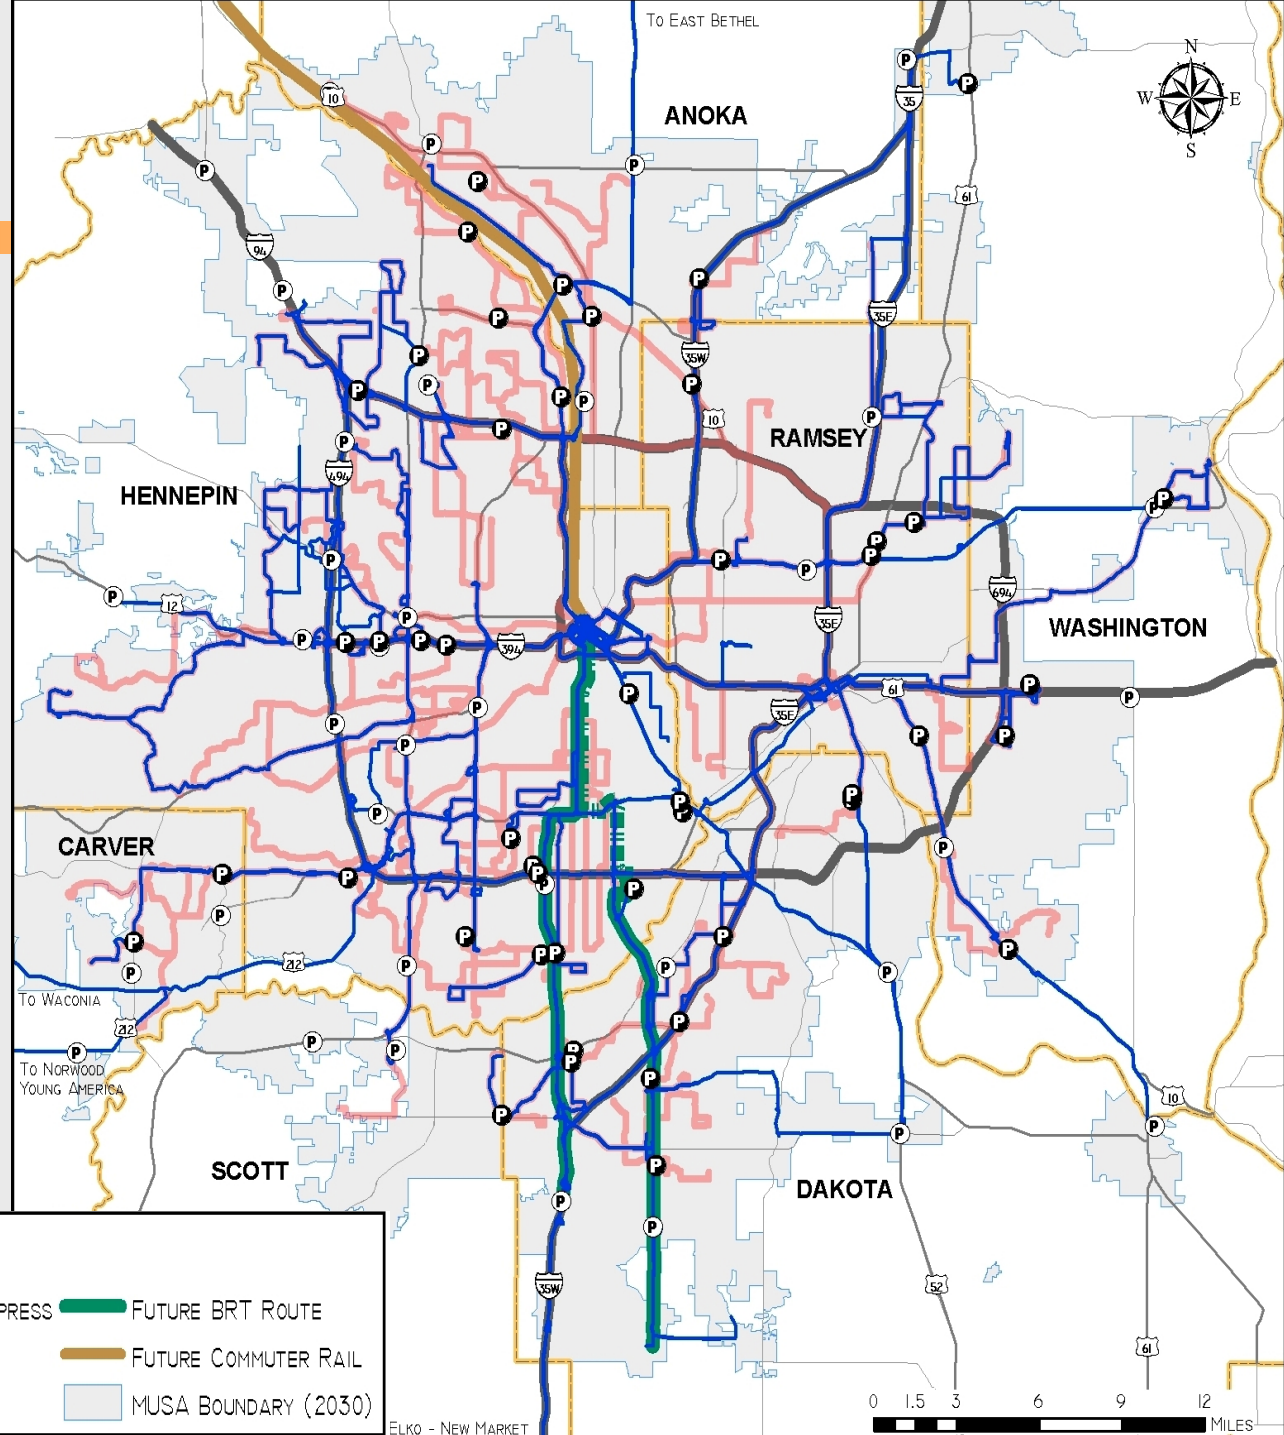 TO EAST BETHEL
N
W E
S
ANOKA
10
35
61
94
35E
35W
10
RAMSEY
HENNEPIN
494
12
694
35E
WASHINGTON
394
61
35E
CARVER
212
TO WACONIA
212
TO NORWOOD
YOUNG AMERICA
10
SCOTT
DAKOTA
35W
52
61
PRESS
FUTURE BRT ROUTE
FUTURE COMMUTER RAIL
MUSA BOUNDARY (2030)
ELKO - NEW MARKET
0 1.5 3 6 9 12
MILES